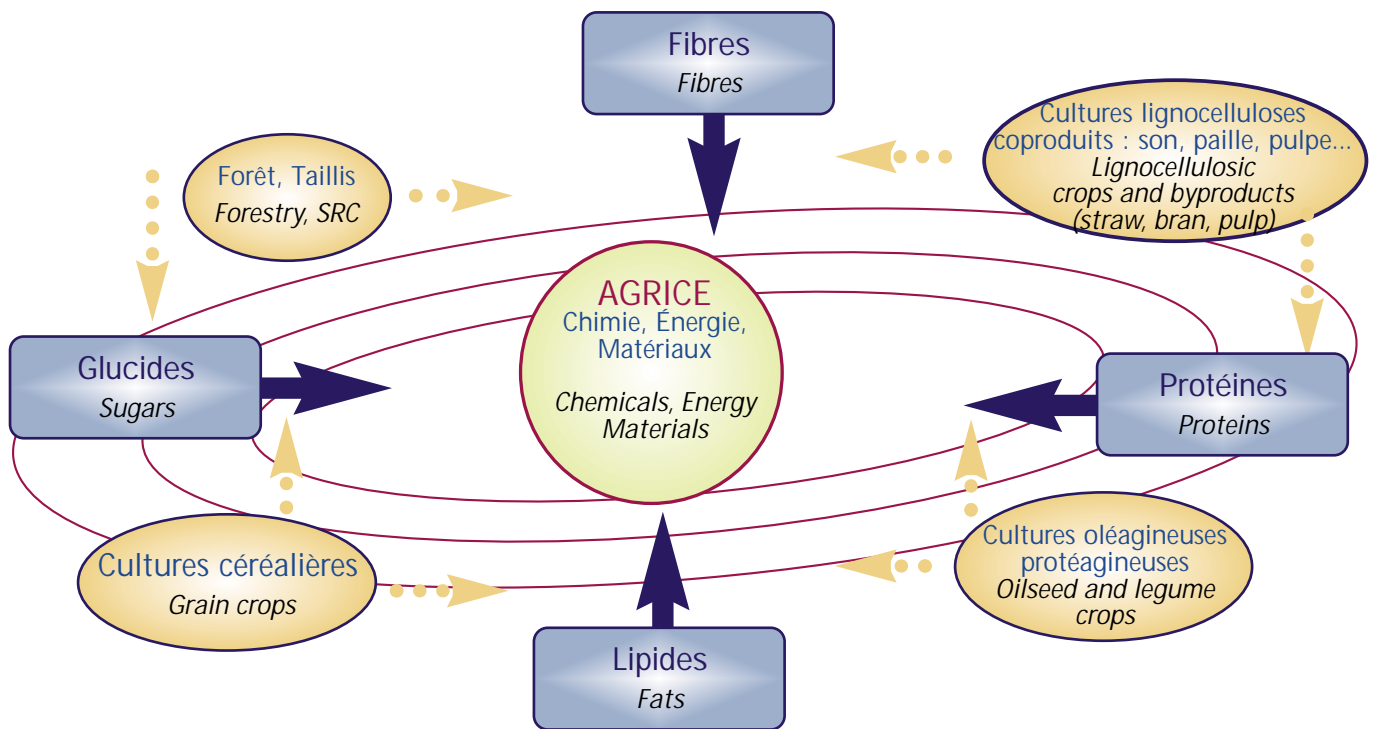 Fibres
Fibres
Cultures lignocelluloses
coproduits : son, paille, pulpe...
Lignocellulosic
crops and byproducts
(straw, bran, pulp)
Forêt, Taillis
Forestry, SRC
AGRICE
Chimie, Énergie,
Matériaux
Chemicals, Energy
Materials
Glucides
Sugars
Protéines
Proteins
Cultures céréalières
Grain crops
Cultures oléagineuses
protéagineuses
Oilseed and legume
crops
Lipides
Fats